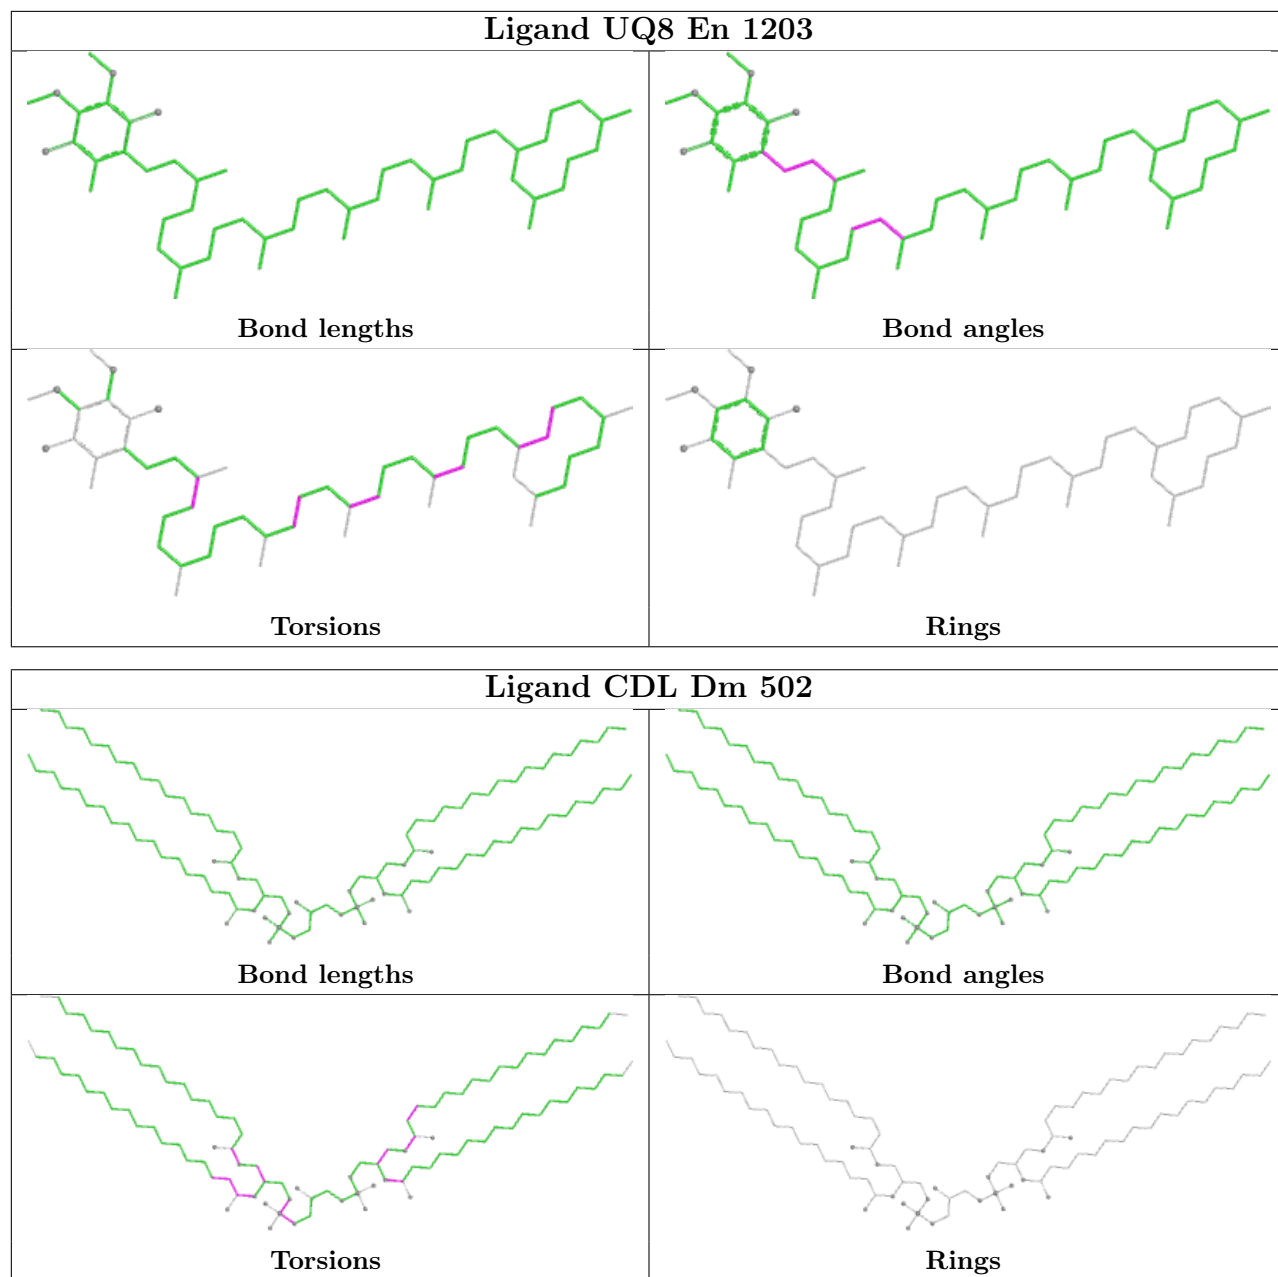 Ligand UQ8 En 1203
Bond lengths
Bond angles
Torsions
Rings
Ligand CDL Dm 502
Bond lengths
Bond angles
Torsions
Rings